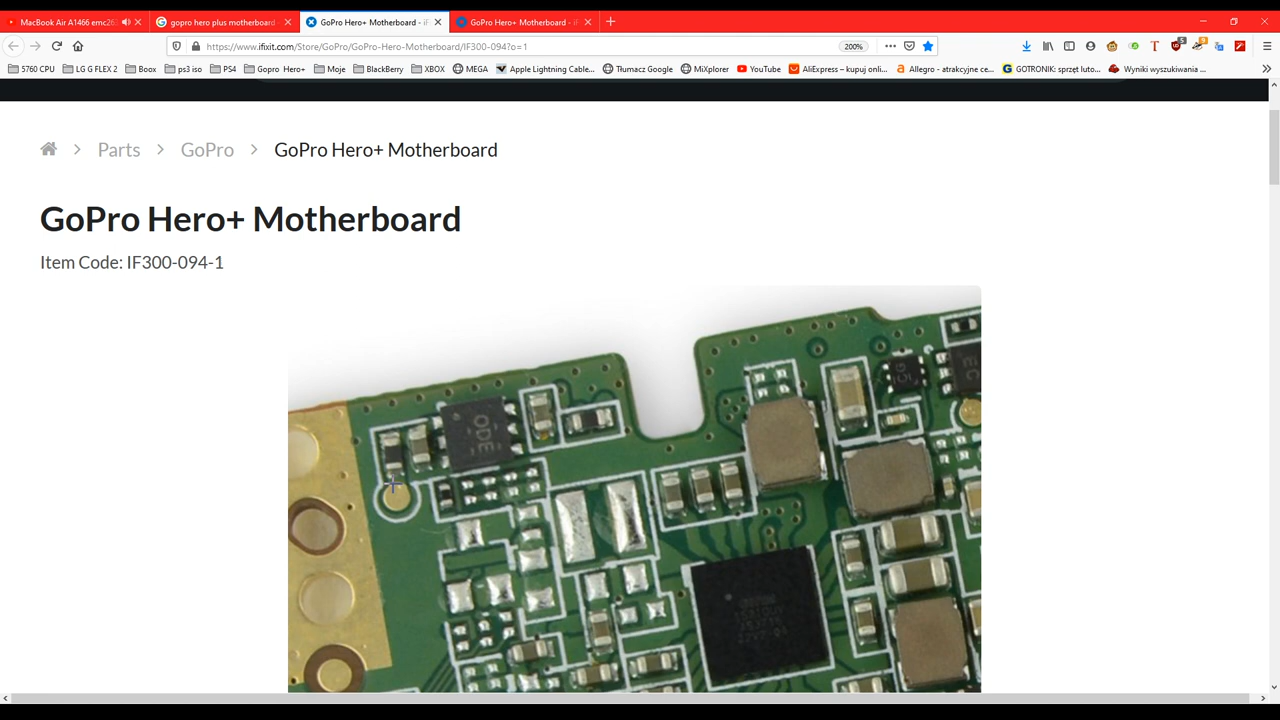 MacBook Air A1466 emc263
gopro hero plus motherboard
GoPro Hero+ Motherboard - iF
GoPro Hero+ Motherboard - iF
https://www.ifixit.com/Store/GoPro/GoPro-Hero-Motherboard/IF300-094?o=1
200%
5760 CPU
LG G FLEX 2
Boox
ps3 iso
PS4
Gopro Hero+
Moje
BlackBerry
XBOX
MEGA
Apple Lightning Cable...
Tłumacz Google
MiXplorer
YouTube
AliExpress – kupuj onli...
Allegro - atrakcyjne ce...
GOTRONIK: sprzęt luto...
Wyniki wyszukiwania ...
Parts
GoPro
GoPro Hero+ Motherboard
GoPro Hero+ Motherboard
Item Code: IF300-094-1
ODE